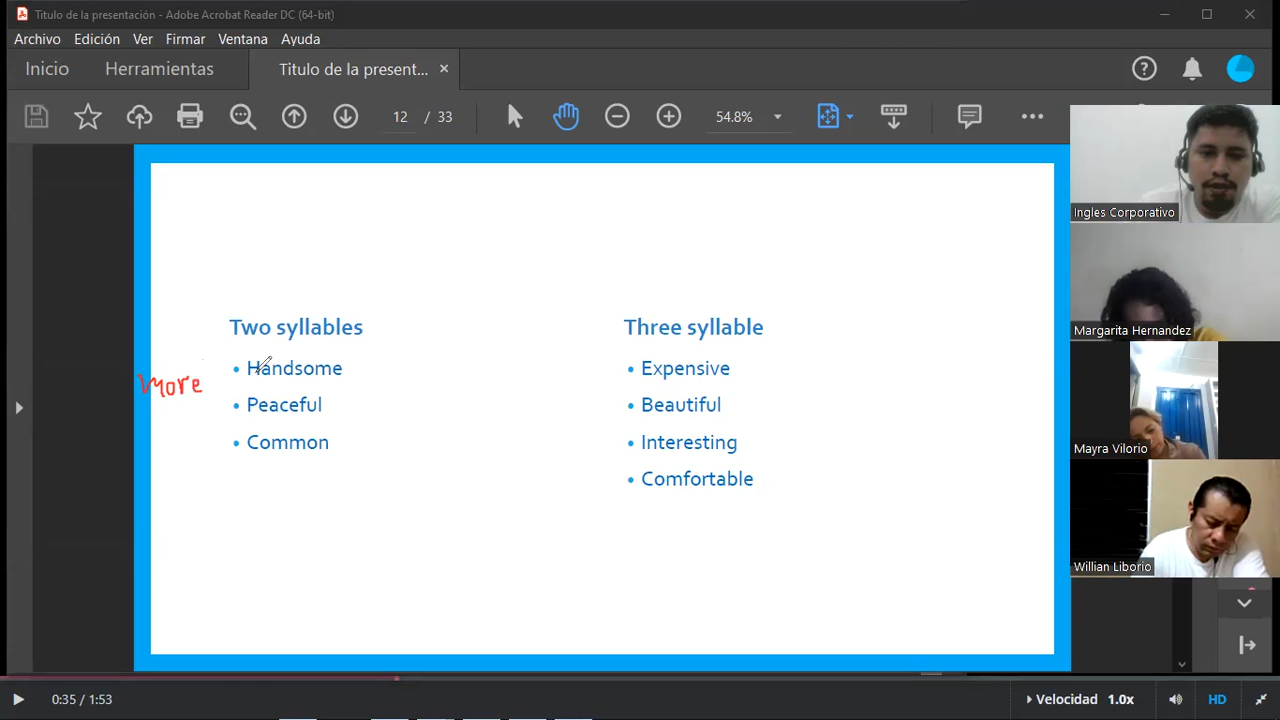 Titulo de la presentación - Adobe Acrobat Reader DC (64-bit)
Archivo Edición Ver Firmar Ventana Ayuda
Inicio Herramientas Titulo de la present... ×
12 / 33 54.8%
Ingles Corporativo
Margarita Hernandez
Mayra Vilorio
Willian Liborio
Two syllables
• Handsome
• Peaceful
• Common
more
Three syllable
• Expensive
• Beautiful
• Interesting
• Comfortable
0:35 / 1:53 Velocidad 1.0x HD